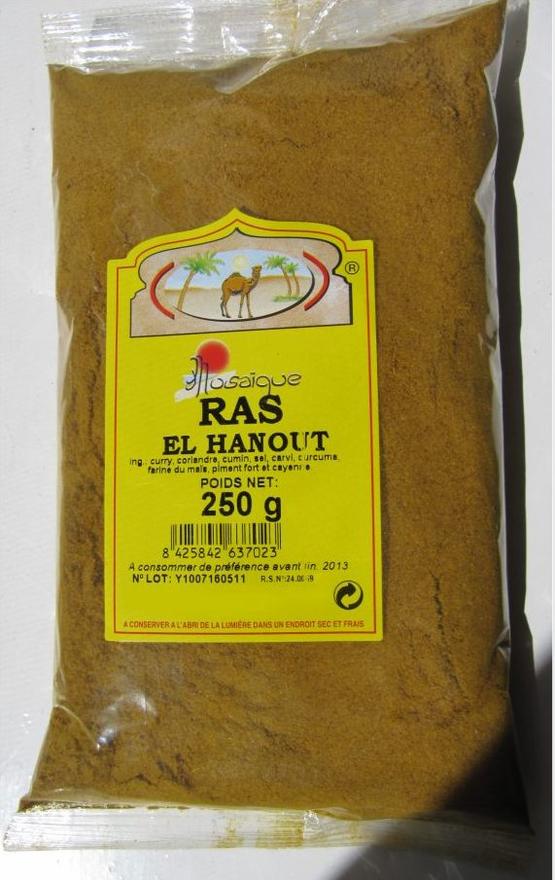 ®
Mosaïque
RAS
EL HANOUT
ing.: curry, coriandre, cumin, sel, carvi, curcuma,
farine du maïs, piment fort et cayenne
POIDS NET:
250 g
8 425842 637023
A consommer de préférence avant fin. 2013
Nº LOT: Y1007160511 R.S.Nº:
A CONSERVER A L'ABRI DE LA LUMIÈRE DANS UN ENDROIT SEC ET FRAIS